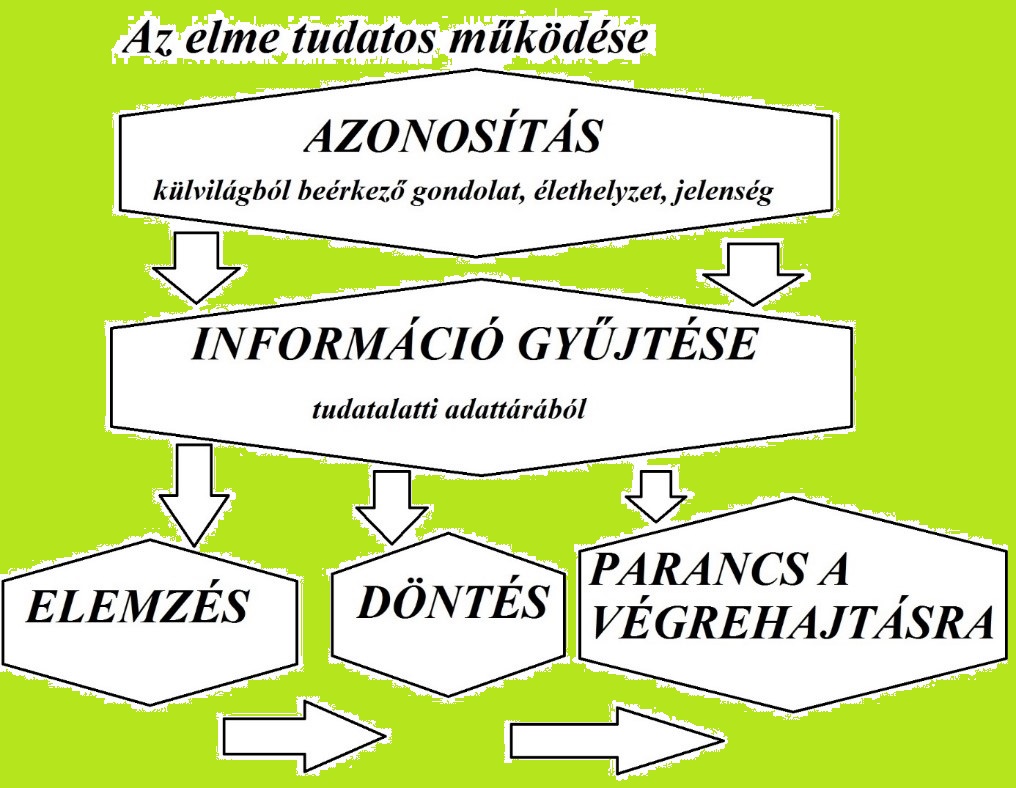 Az elme tudatos működése
AZONOSÍTÁS
külvilágból beérkező gondolat, élethelyzet, jelenség
INFORMÁCIÓ GYŰJTÉSE
tudatalatti adattárából
ELEMZÉS
DÖNTÉS
PARANCS A
VÉGREHAJTÁSRA